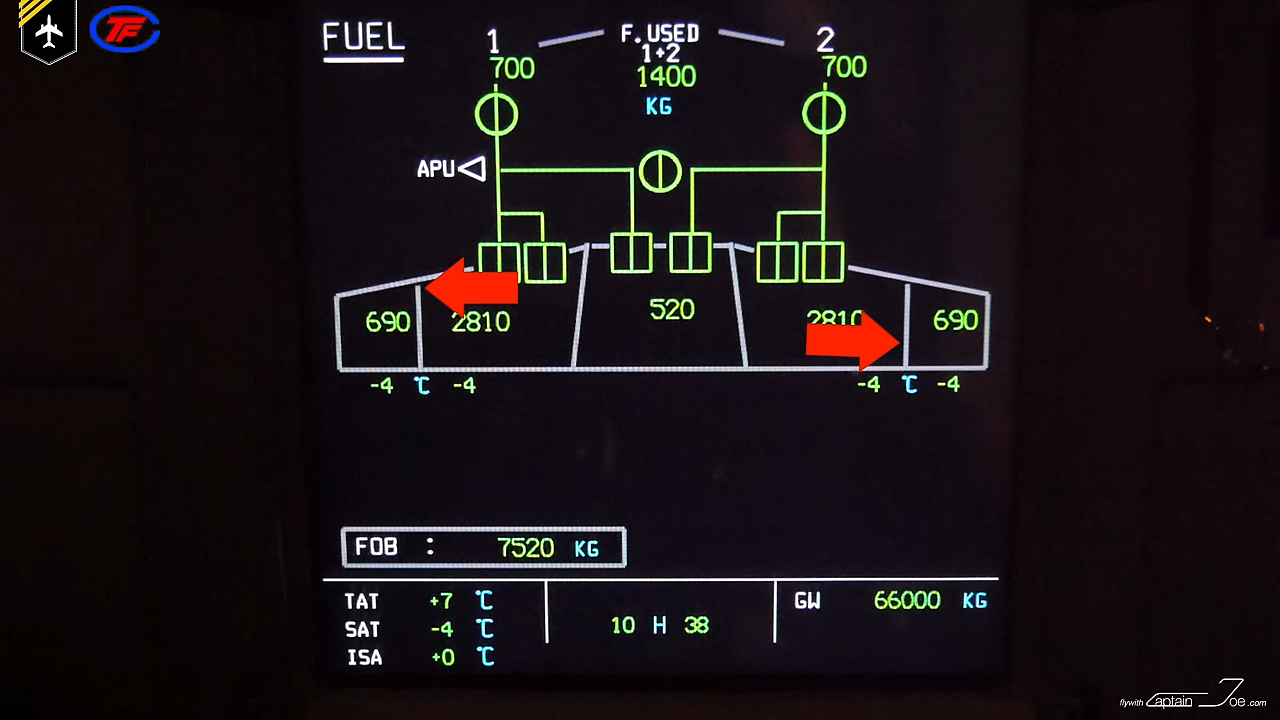 TF
FUEL
1
F.USED
1+2
2
700
1400
700
KG
APU
690
2810
520
2810
690
-4 °C -4
-4 °C -4
FOB : 7520 KG
TAT +7 °C
SAT -4 °C
ISA +0 °C
10 H 38
GW 66000 KG
flywith Captain Joe .com